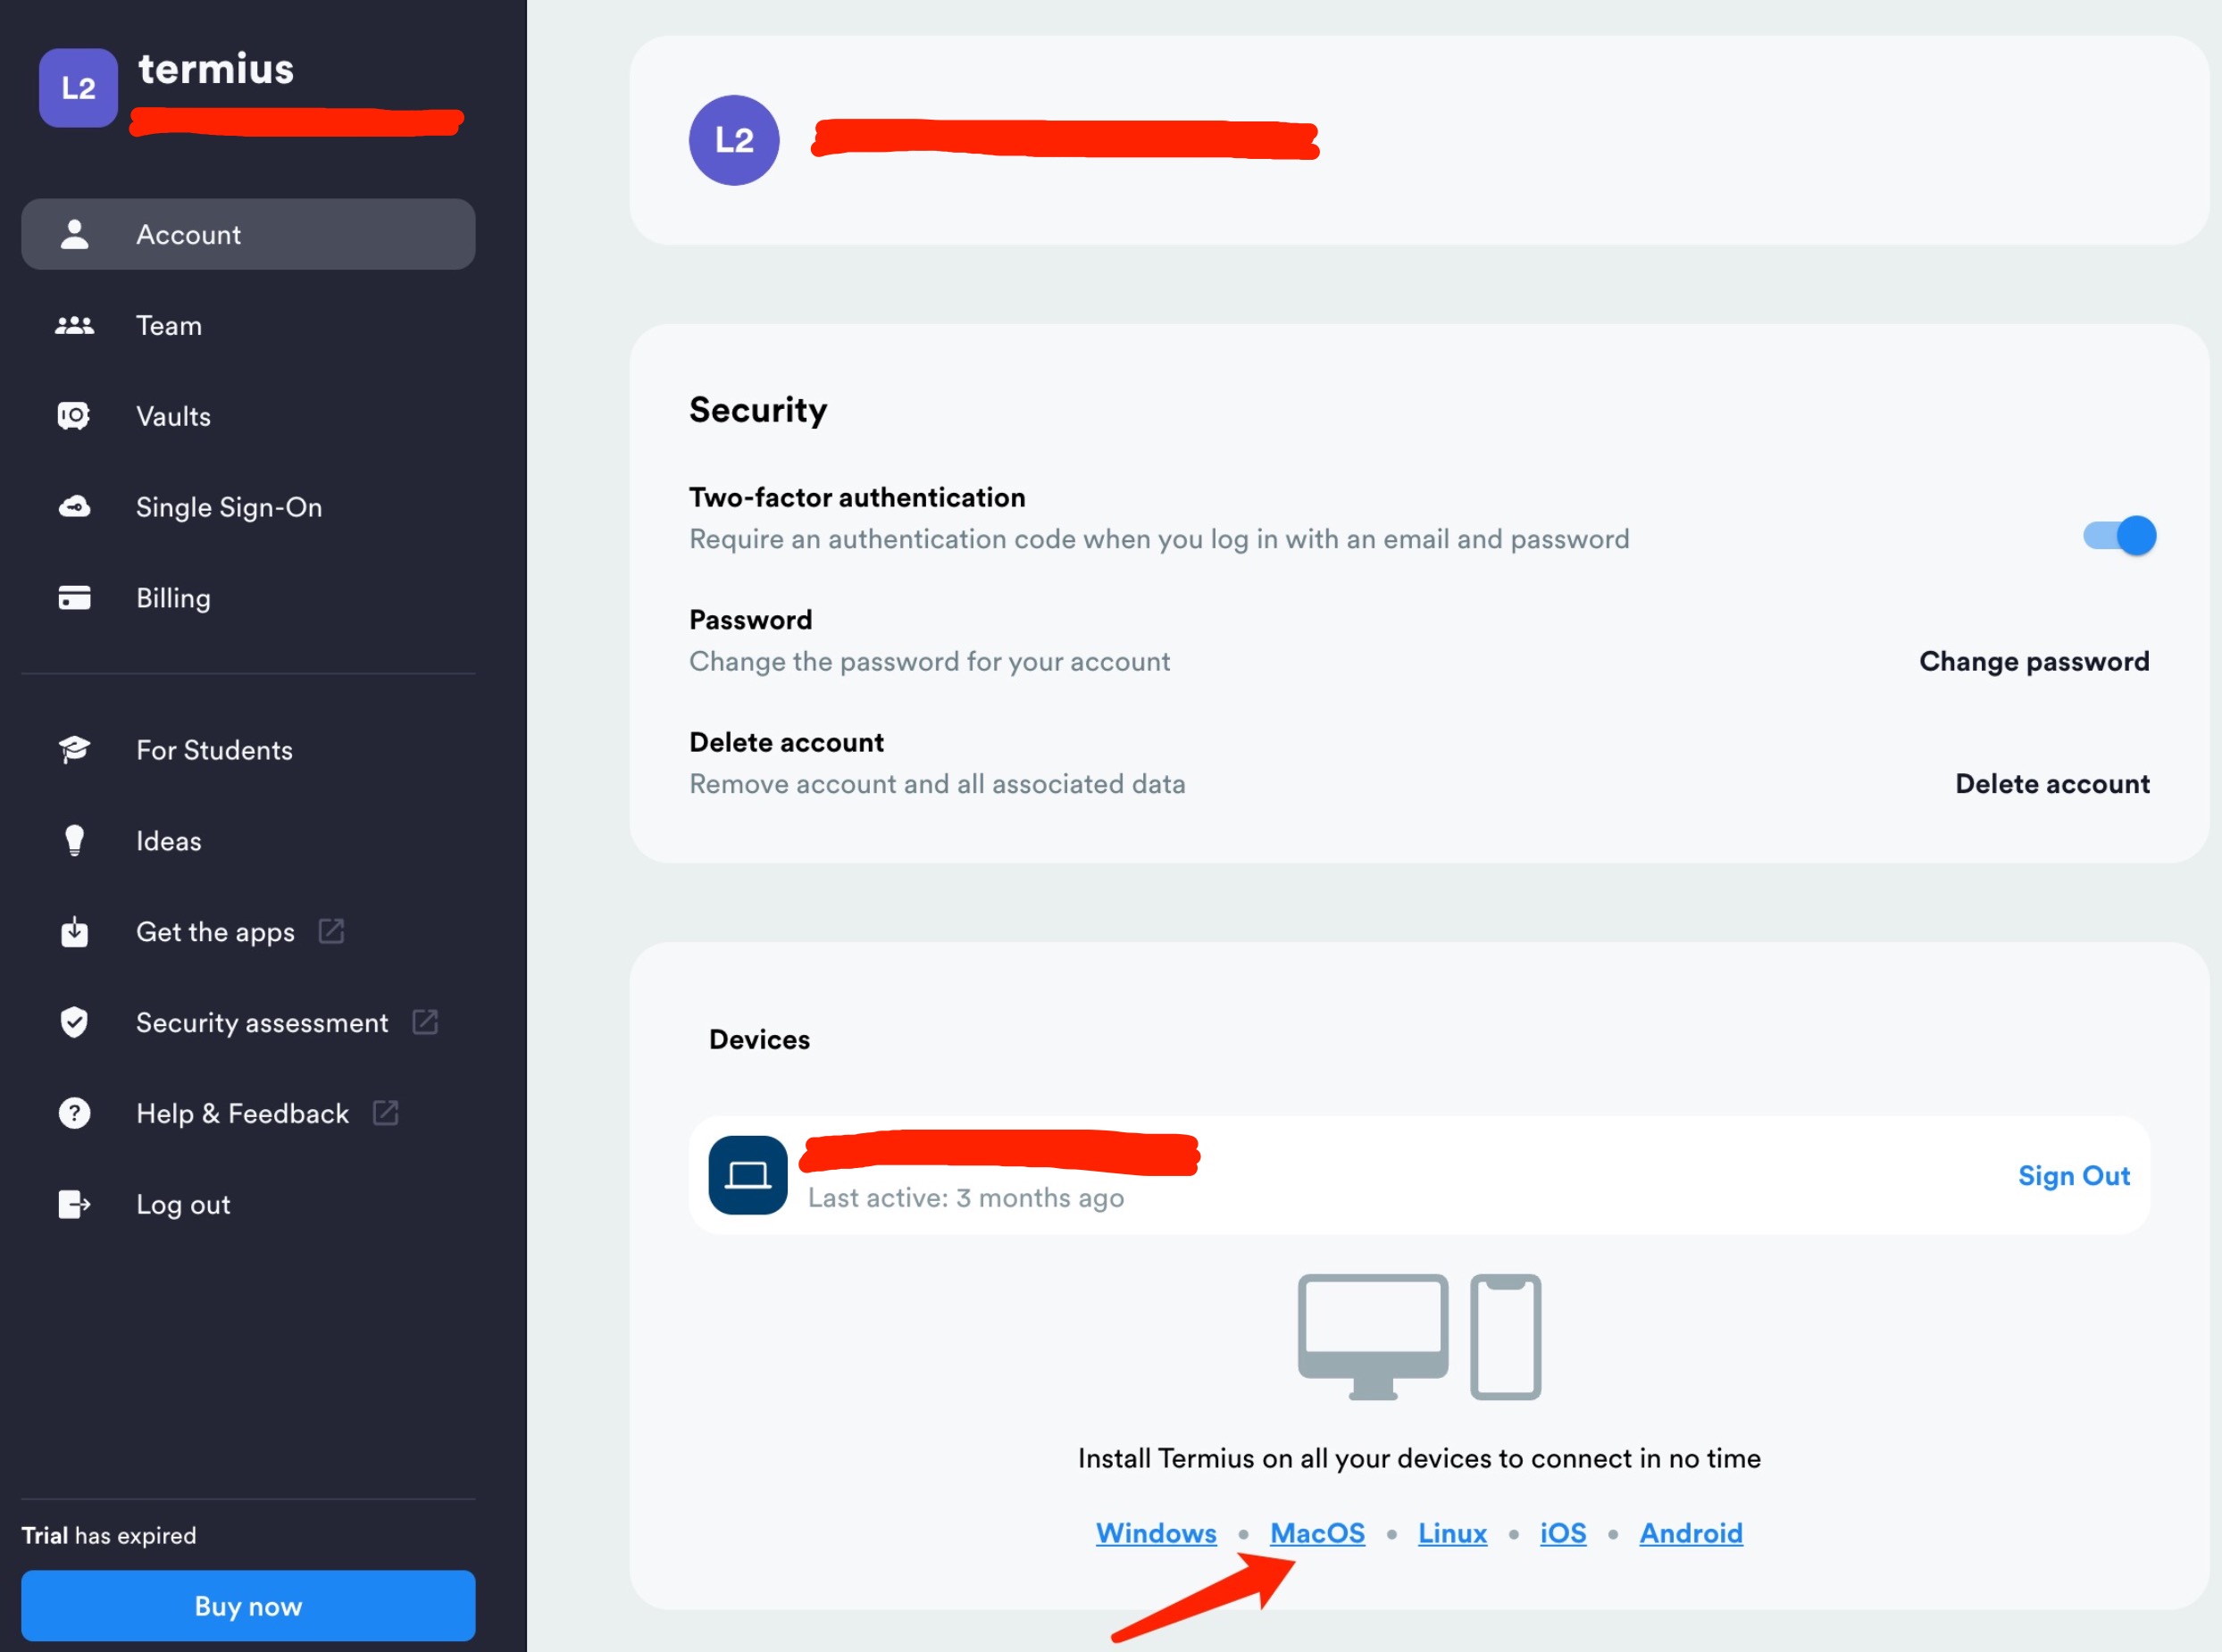 L2
termius
Account
Team
Vaults
Single Sign-On
Billing
For Students
Ideas
Get the apps
Security assessment
Help & Feedback
Log out
Trial has expired
Buy now
L2
Security
Two-factor authentication
Require an authentication code when you log in with an email and password
Password
Change the password for your account
Change password
Delete account
Remove account and all associated data
Delete account
Devices
Last active: 3 months ago
Sign Out
Install Termius on all your devices to connect in no time
Windows • MacOS • Linux • iOS • Android